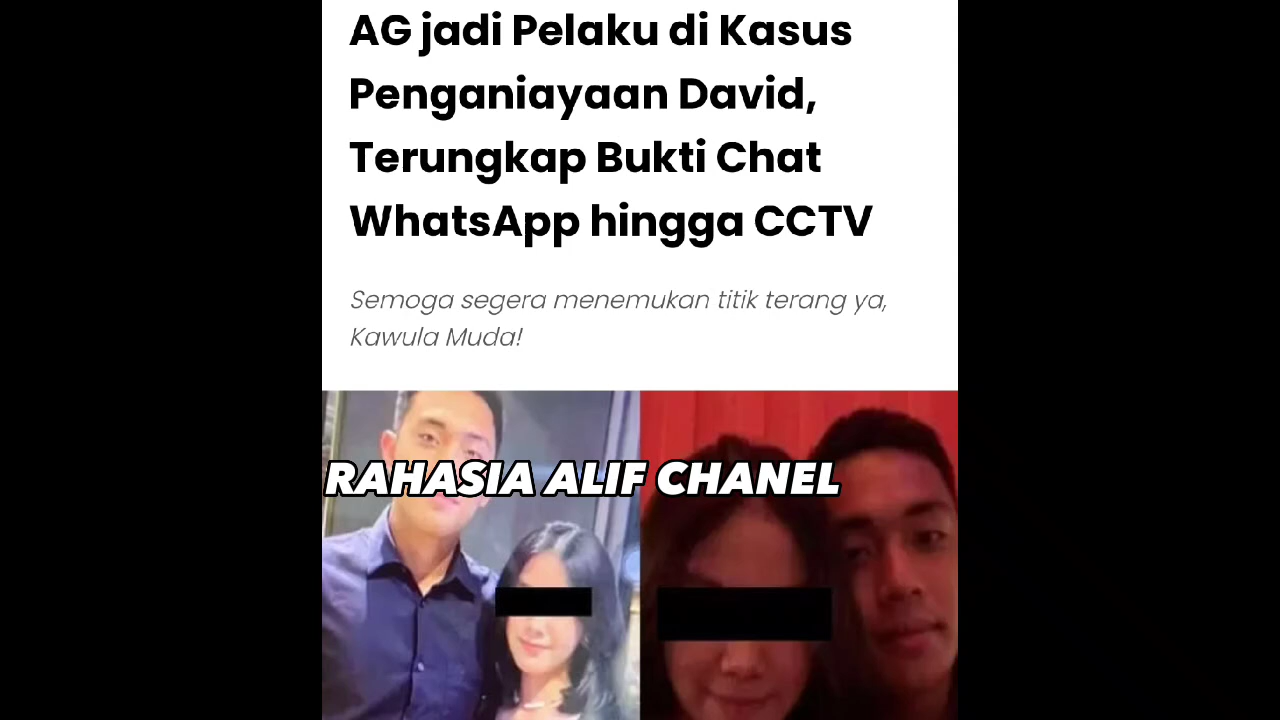 AG jadi Pelaku di Kasus
Penganiayaan David,
Terungkap Bukti Chat
WhatsApp hingga CCTV
Semoga segera menemukan titik terang ya,
Kawula Muda!
RAHASIA ALIF CHANEL